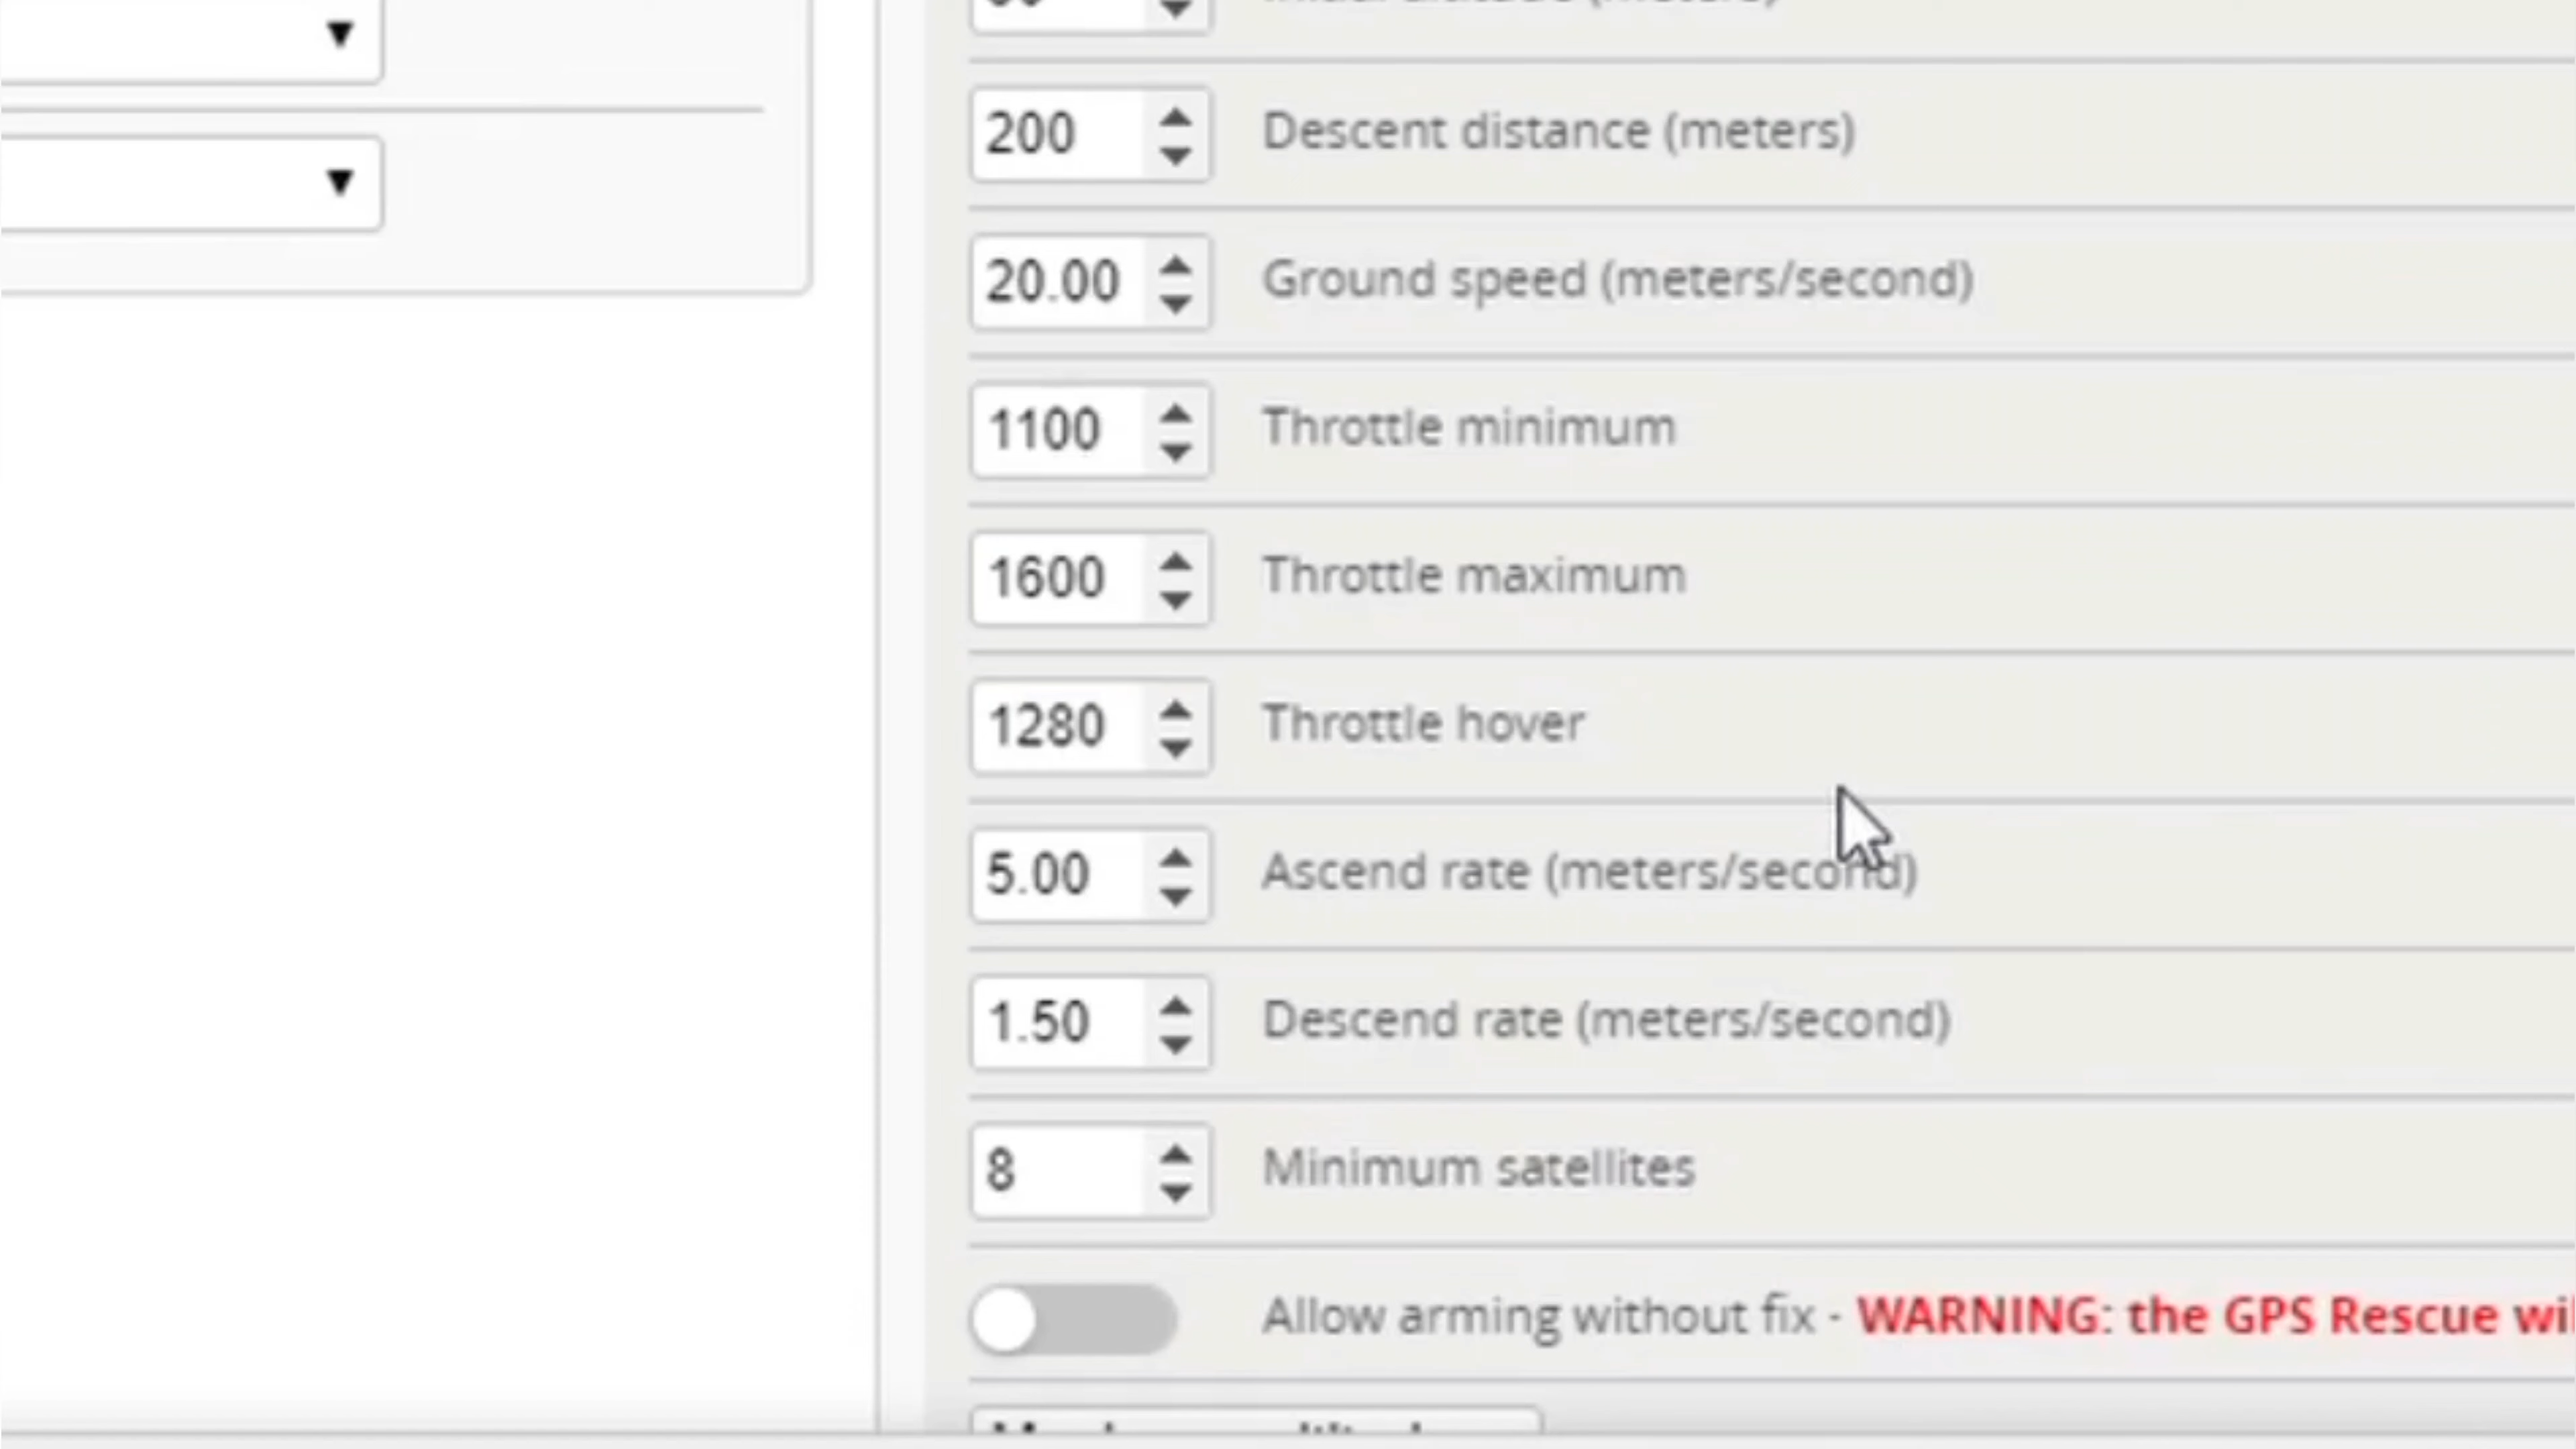 200 Descent distance (meters)
20.00 Ground speed (meters/second)
1100 Throttle minimum
1600 Throttle maximum
1280 Throttle hover
5.00 Ascend rate (meters/second)
1.50 Descend rate (meters/second)
8 Minimum satellites
Allow arming without fix - WARNING: the GPS Rescue